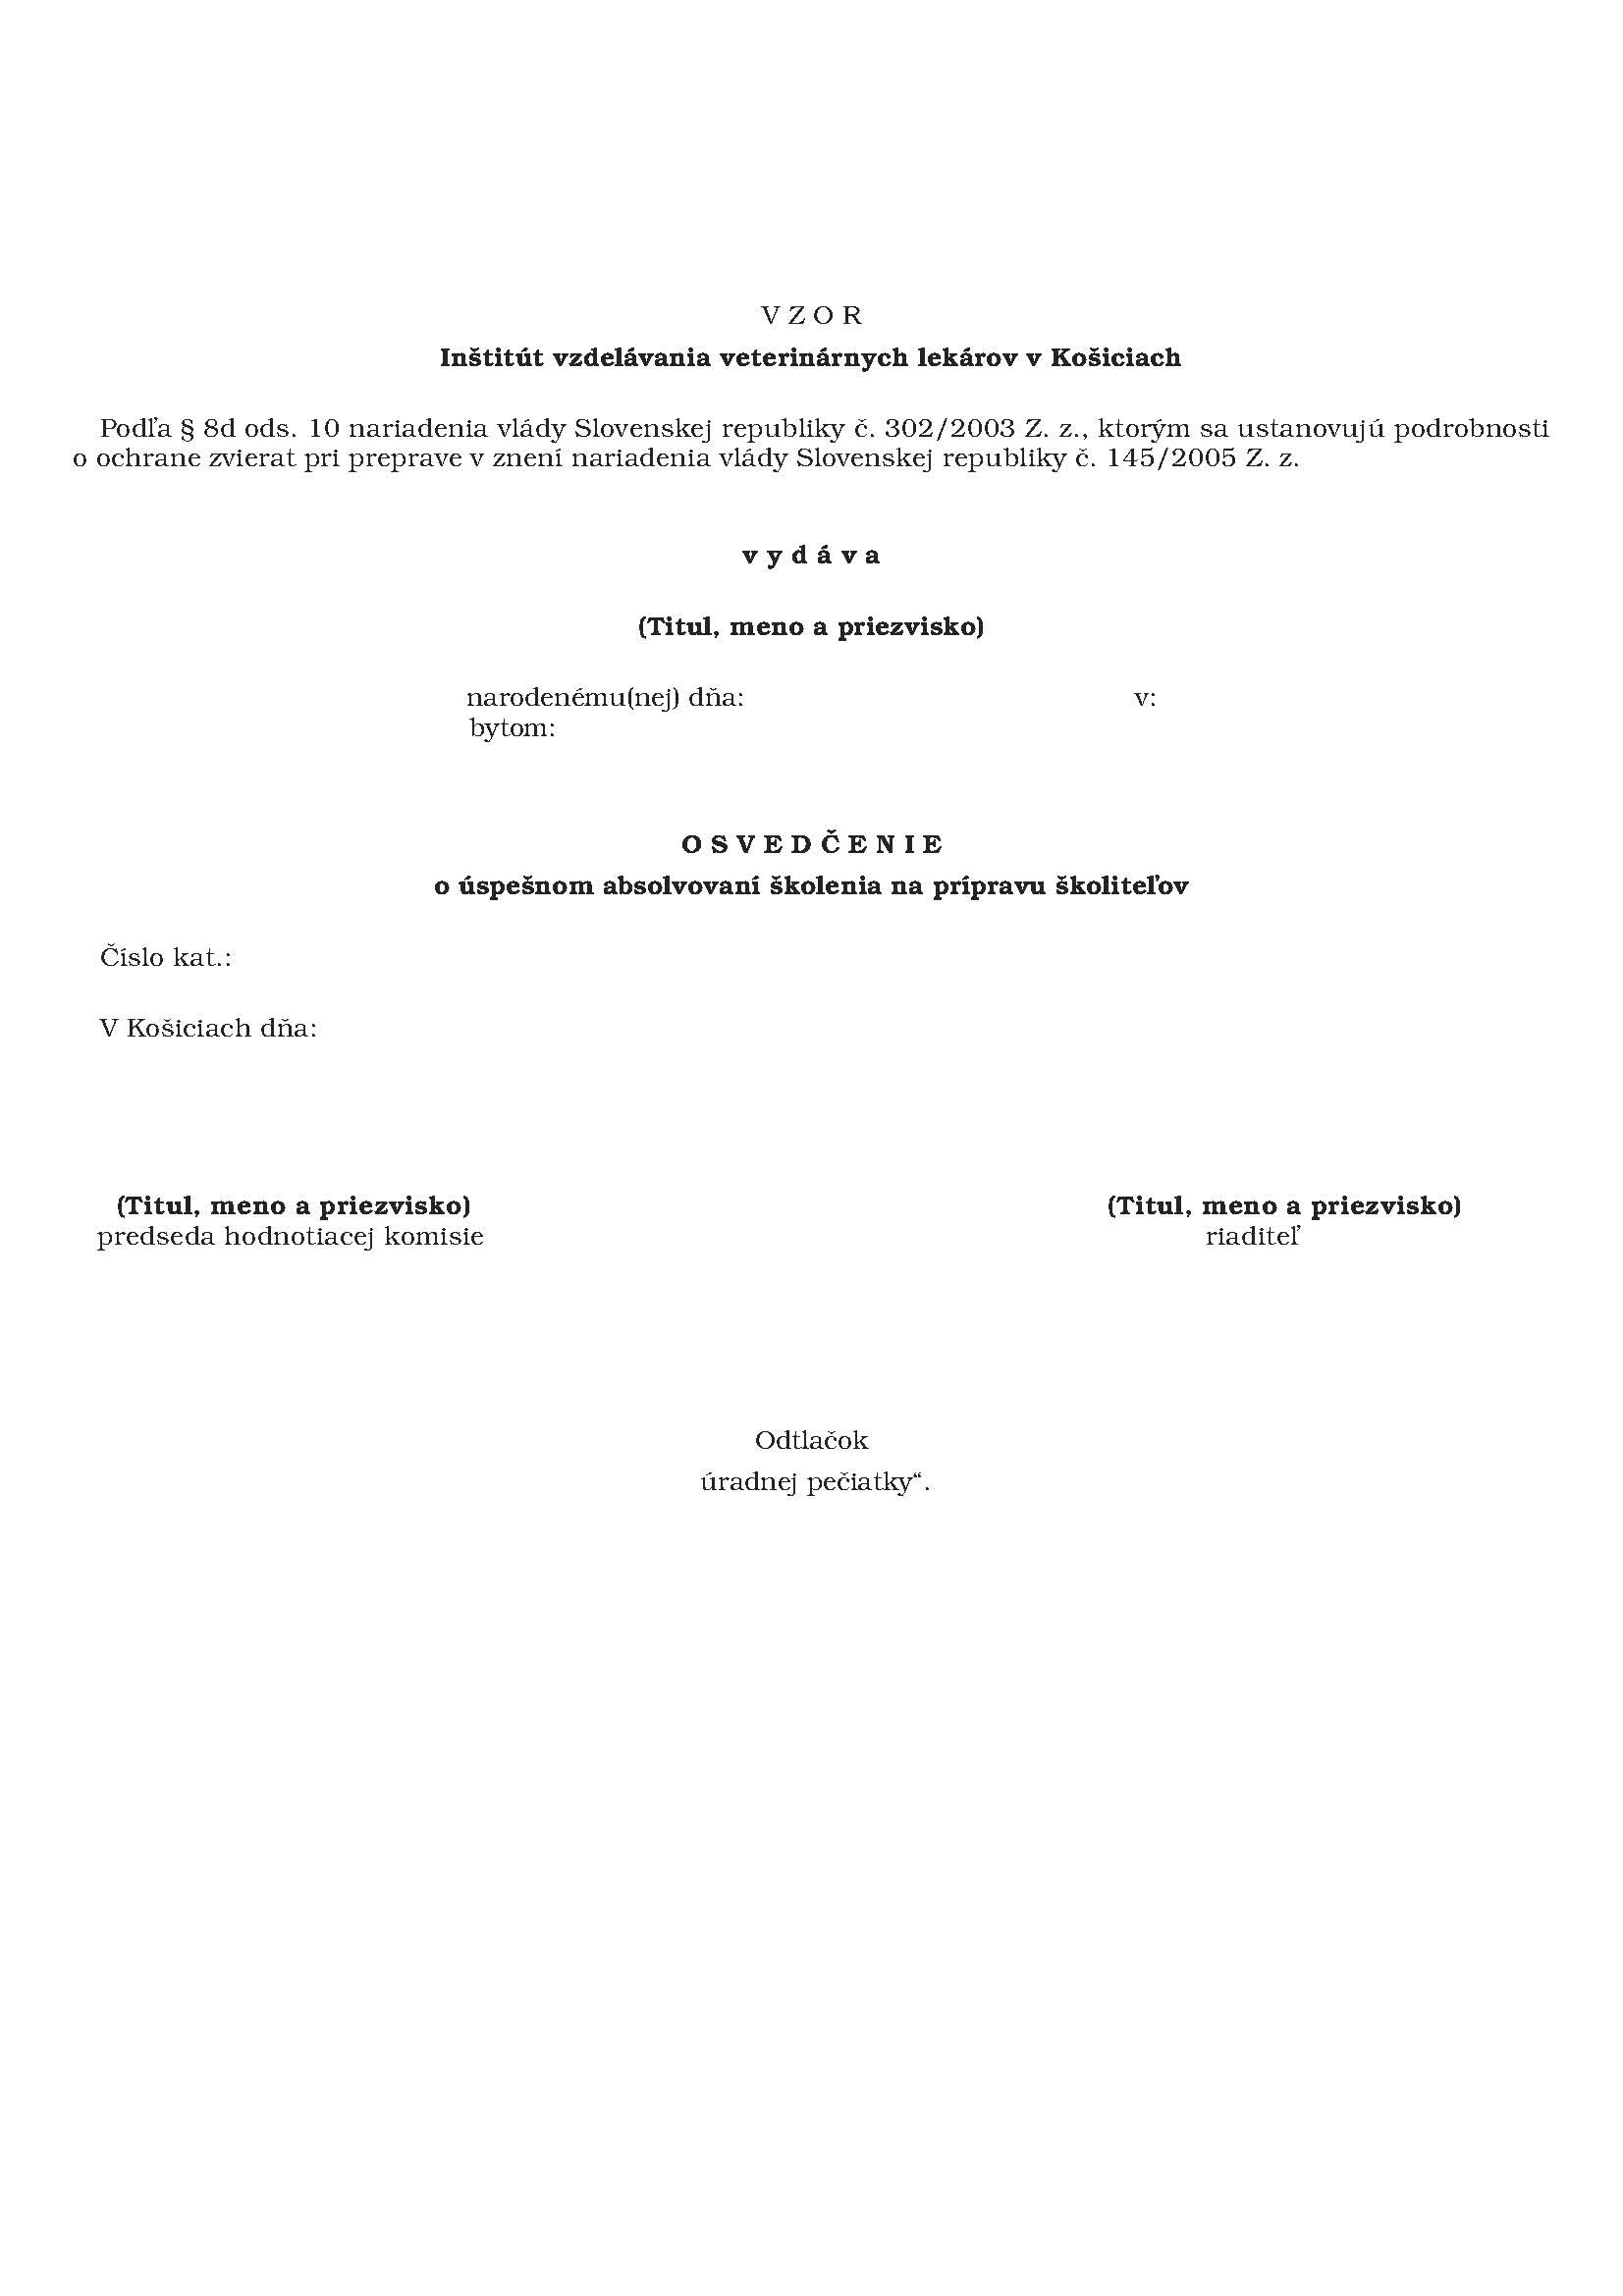 V Z O R
Inštitút vzdelávania veterinárnych lekárov v Košiciach
Podľa § 8d ods. 10 nariadenia vlády Slovenskej republiky č. 302/2003 Z. z., ktorým sa ustanovujú podrobnosti
o ochrane zvierat pri preprave v znení nariadenia vlády Slovenskej republiky č. 145/2005 Z. z.
v y d á v a
(Titul, meno a priezvisko)
narodenému(nej) dňa: v:
bytom:
O S V E D Č E N I E
o úspešnom absolvovaní školenia na prípravu školiteľov
Číslo kat.:
V Košiciach dňa:
(Titul, meno a priezvisko) (Titul, meno a priezvisko)
predseda hodnotiacej komisie riaditeľ
Odtlačok
úradnej pečiatky“.